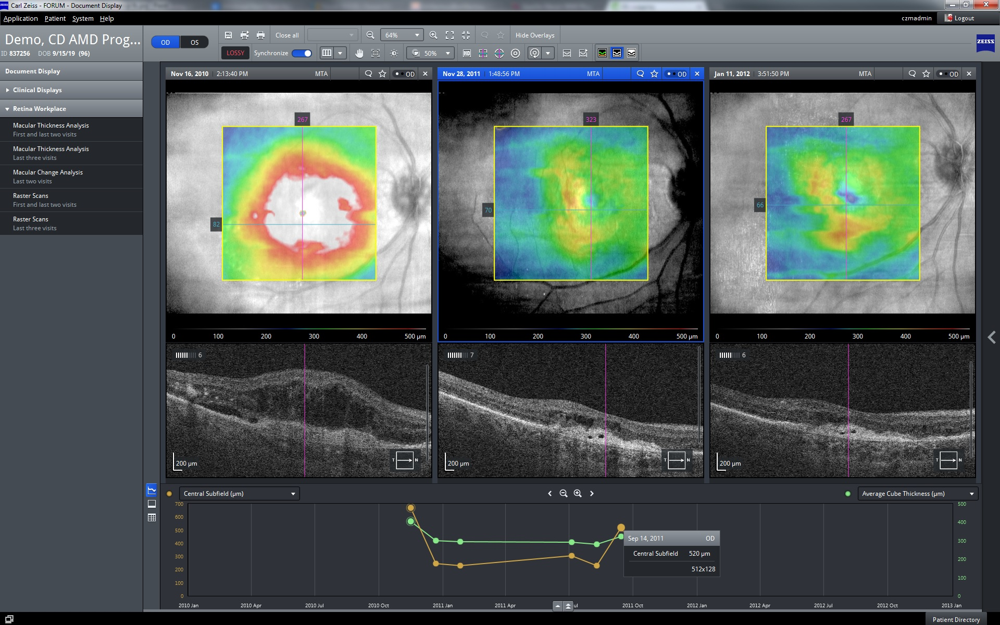 ZEISS Carl Zeiss - FORUM - Document Display
Application Patient System Help
czmadmin Logout
Demo, CD AMD Prog...
ID 837256 DOB 9/15/19 (96)
OD OS
Close all 64% Hide Overlays
LOSSY Synchronize 50% HD
ZEISS
Document Display
Clinical Displays
Retina Workplace
Macular Thickness Analysis
First and last two visits
Macular Thickness Analysis
Last three visits
Macular Change Analysis
Last two visits
Raster Scans
First and last two visits
Raster Scans
Last three visits
Nov 16, 2010 2:13:40 PM MTA OD
267
82
0 100 200 300 400 500 µm
6
200 µm
T N
Nov 28, 2011 1:48:56 PM MTA OD
323
70
0 100 200 300 400 500 µm
7
200 µm
T N
Jan 11, 2012 3:51:50 PM MTA OD
267
66
0 100 200 300 400 500 µm
6
200 µm
T N
Central Subfield (µm)
Average Cube Thickness (µm)
700
600
500
400
300
200
100
0
500
400
300
200
100
0
Sep 14, 2011 OD
Central Subfield 520 µm
512x128
2010 Jan 2010 Apr 2010 Jul 2010 Oct 2011 Jan 2011 Apr ul 2011 Oct 2012 Jan 2012 Apr 2012 Jul 2012 Oct 2013 Jan
Patient Directory